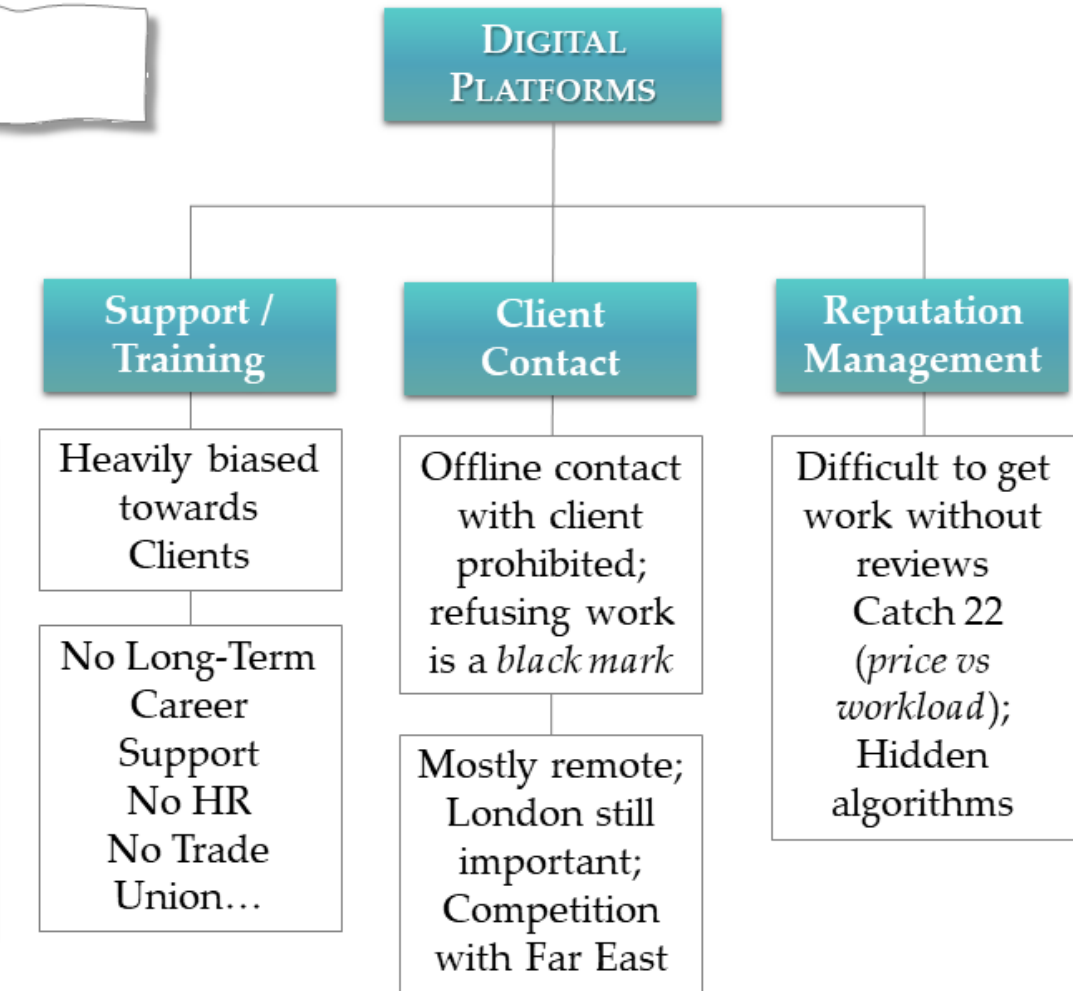 DIGITAL
PLATFORMS
Support /
Training
Heavily biased
towards
Clients
No Long-Term
Career
Support
No HR
No Trade
Union…
Client
Contact
Offline contact
with client
prohibited;
refusing work
is a black mark
Mostly remote;
London still
important;
Competition
with Far East
Reputation
Management
Difficult to get
work without
reviews
Catch 22
(price vs
workload);
Hidden
algorithms